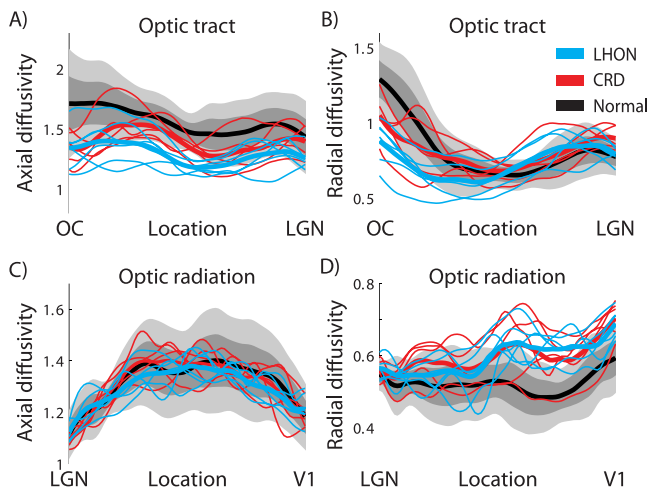 A) Optic tract
Axial diffusivity
2
1.5
1
OC Location LGN
B) Optic tract
Radial diffusivity
1.5
1
0.5
OC Location LGN
LHON
CRD
Normal
C) Optic radiation
Axial diffusivity
1.6
1.4
1.2
1
LGN Location V1
D) Optic radiation
Radial diffusivity
0.8
0.6
0.4
LGN Location V1